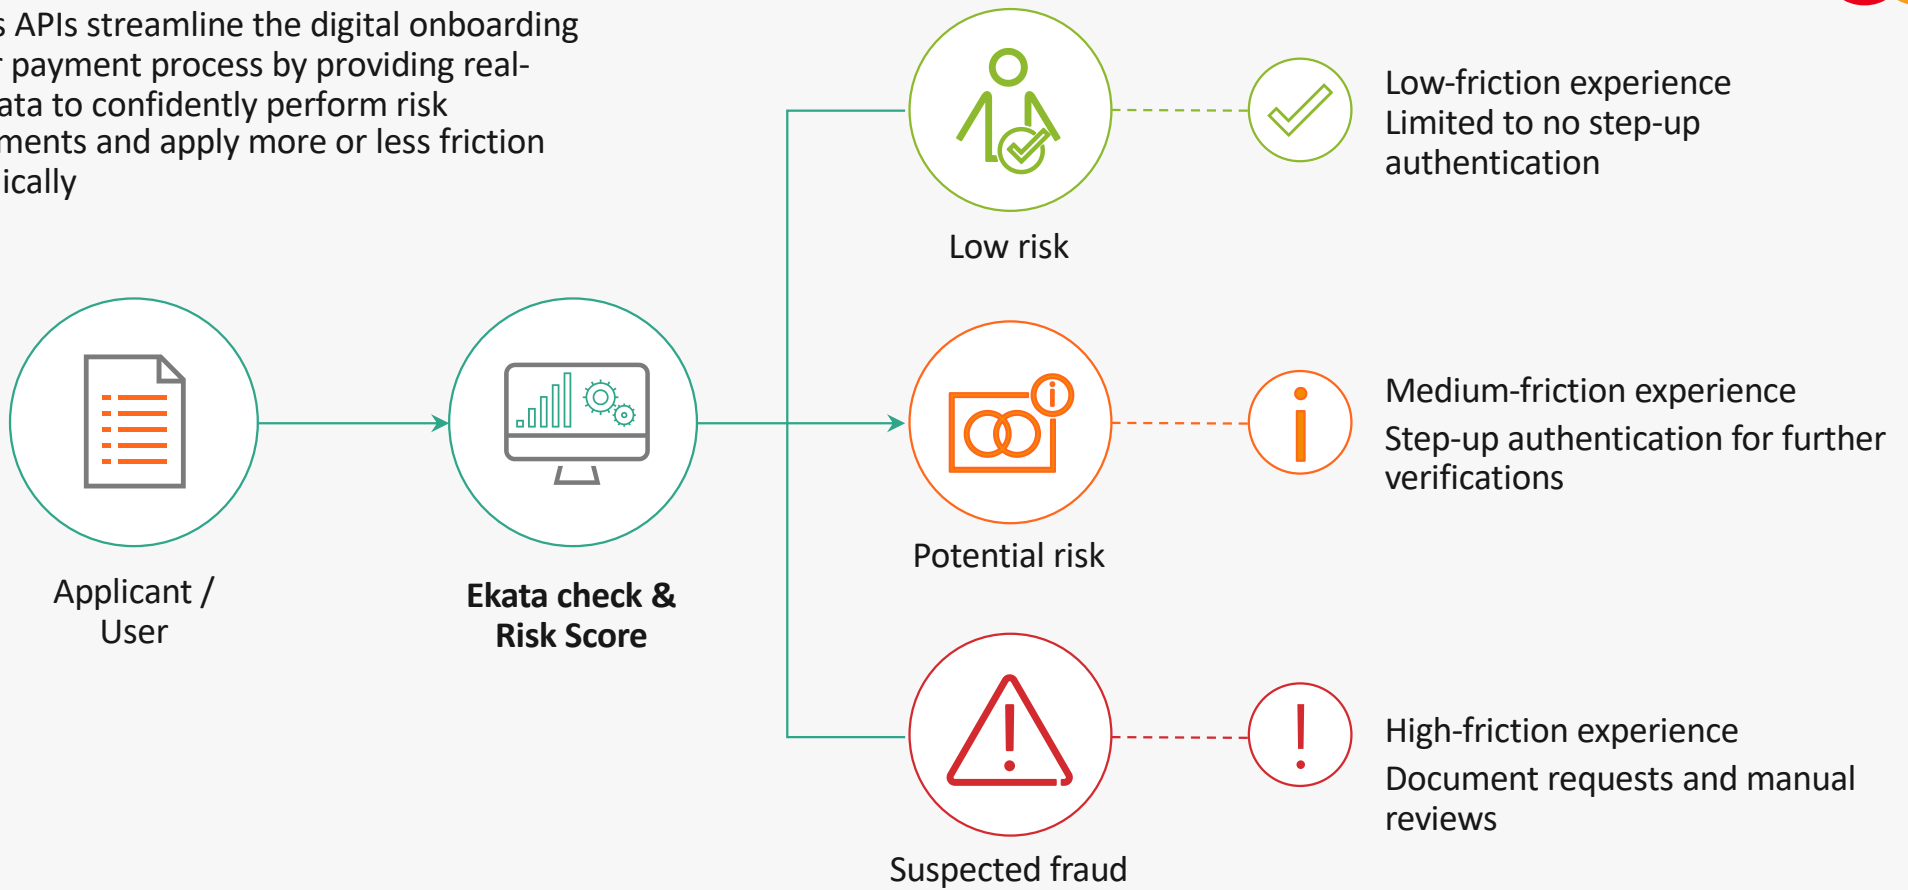 s APIs streamline the digital onboarding
r payment process by providing real-
ata to confidently perform risk
ments and apply more or less friction
ically
Low-friction experience
Limited to no step-up
authentication
Low risk
Medium-friction experience
Step-up authentication for further
verifications
Potential risk
Applicant /
User
Ekata check &
Risk Score
High-friction experience
Document requests and manual
reviews
Suspected fraud